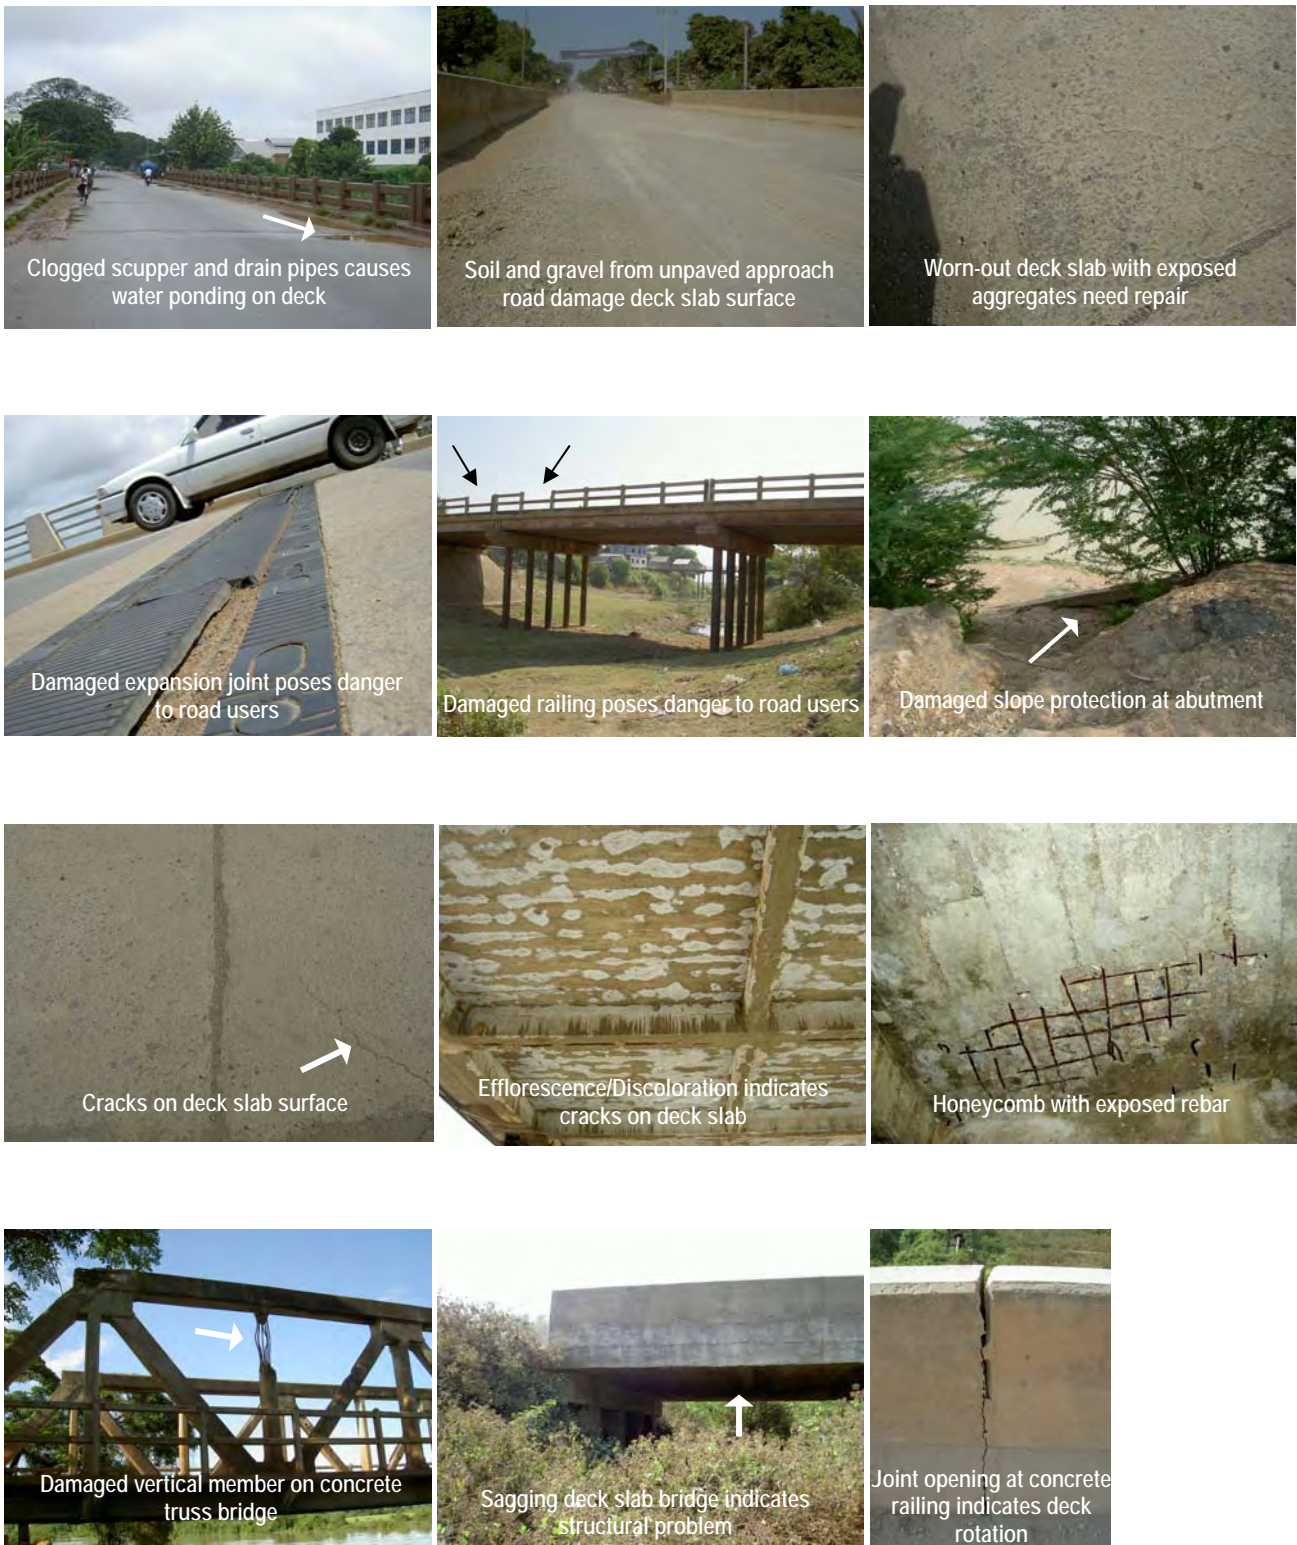 Clogged scupper and drain pipes causes
water ponding on deck
Soil and gravel from unpaved approach
road damage deck slab surface
Worn-out deck slab with exposed
aggregates need repair
Damaged expansion joint poses danger
to road users
Damaged railing poses danger to road users
Damaged slope protection at abutment
Cracks on deck slab surface
Efflorescence/Discoloration indicates
cracks on deck slab
Honeycomb with exposed rebar
Damaged vertical member on concrete
truss bridge
Sagging deck slab bridge indicates
structural problem
Joint opening at concrete
railing indicates deck
rotation